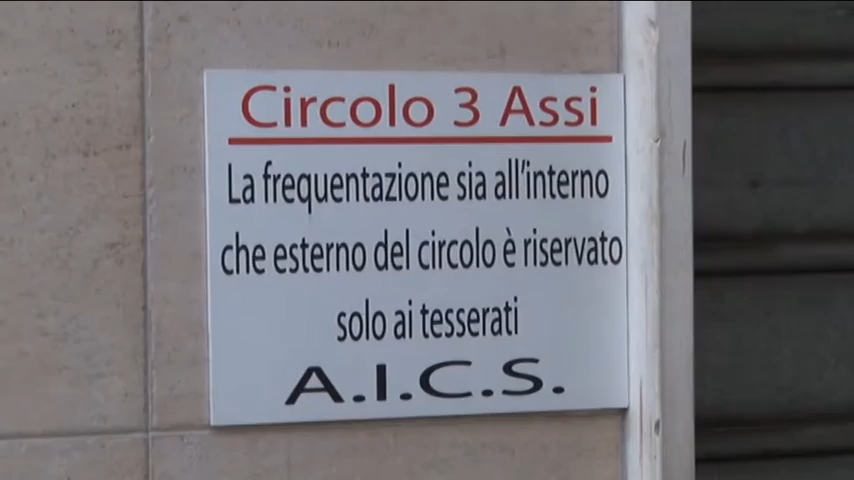 Circolo 3 Assi
La frequentazione sia all'interno
che esterno del circolo è riservato
solo ai tesserati
A.I.C.S.